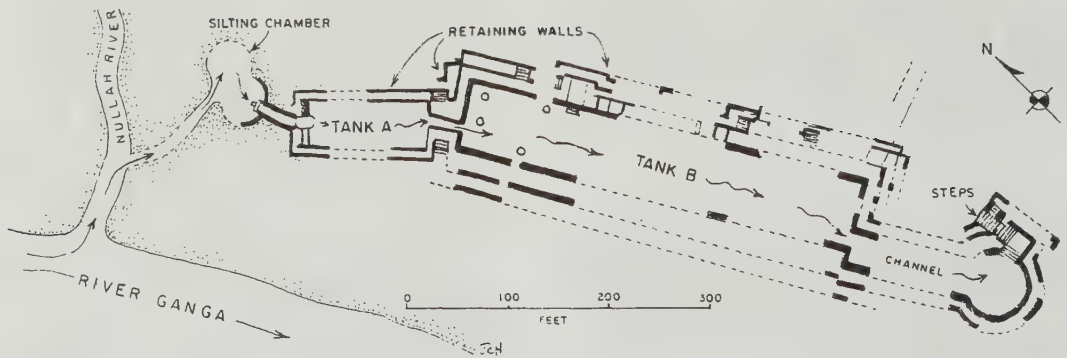 SILTING CHAMBER
RETAINING WALLS
N
NULLAH RIVER
TANK A
TANK B
STEPS
CHANNEL
RIVER GANGA
0 100 200 300
FEET
JCH